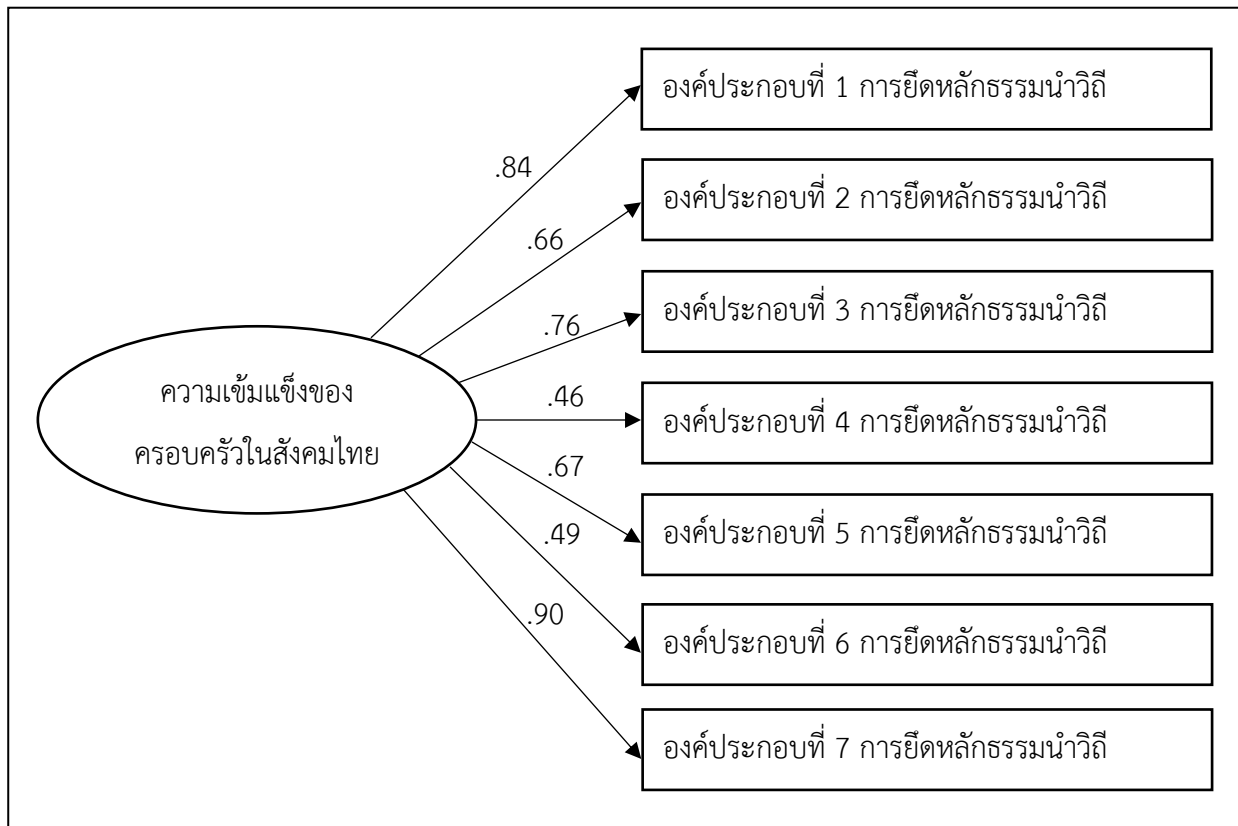 องค์ประกอบที่ 1 การยึดหลักธรรมนำวิถี
.84
องค์ประกอบที่ 2 การยึดหลักธรรมนำวิถี
.66
องค์ประกอบที่ 3 การยึดหลักธรรมนำวิถี
.76
ความเข้มแข็งของ
ครอบครัวในสังคมไทย
.46
องค์ประกอบที่ 4 การยึดหลักธรรมนำวิถี
.67
องค์ประกอบที่ 5 การยึดหลักธรรมนำวิถี
.49
องค์ประกอบที่ 6 การยึดหลักธรรมนำวิถี
.90
องค์ประกอบที่ 7 การยึดหลักธรรมนำวิถี